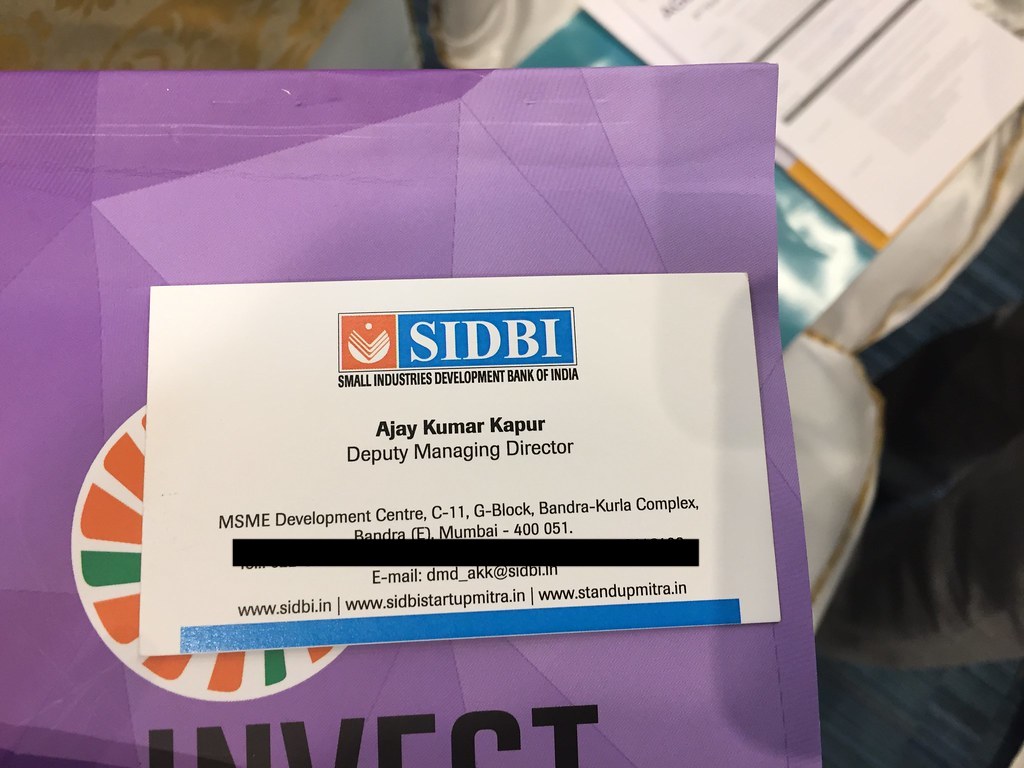 SIDBI
SMALL INDUSTRIES DEVELOPMENT BANK OF INDIA
Ajay Kumar Kapur
Deputy Managing Director
MSME Development Centre, C-11, G-Block, Bandra-Kurla Complex,
Bandra (E), Mumbai - 400 051.
E-mail: dmd_akk@sidbi.in
www.sidbi.in | www.sidbistartupmitra.in | www.standupmitra.in
INVEST